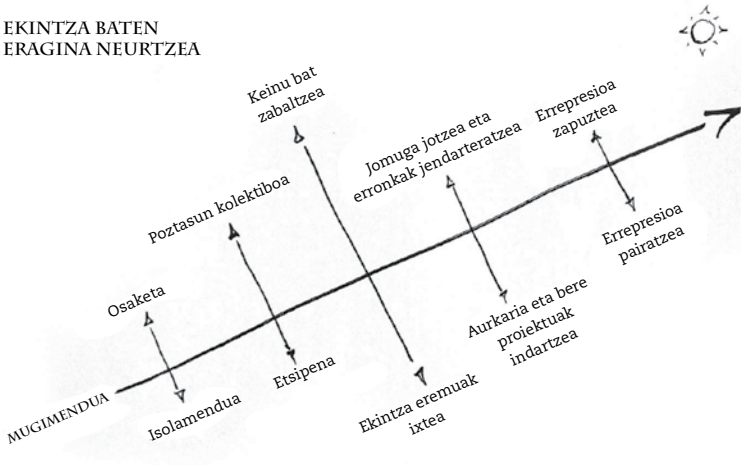 EKINTZA BATEN
ERAGINA NEURTZEA
Keinu bat
zabaltzea
Jomuga jotzea eta
erronkak jendarteratzea
Errepresioa
zapuztea
Poztasun kolektiboa
Osaketa
Errepresioa
pairatzea
Aurkaria eta bere
proiektuak
indartzea
Etsipena
Ekintza eremuak
ixtea
Isolamendua
MUGIMENDUA